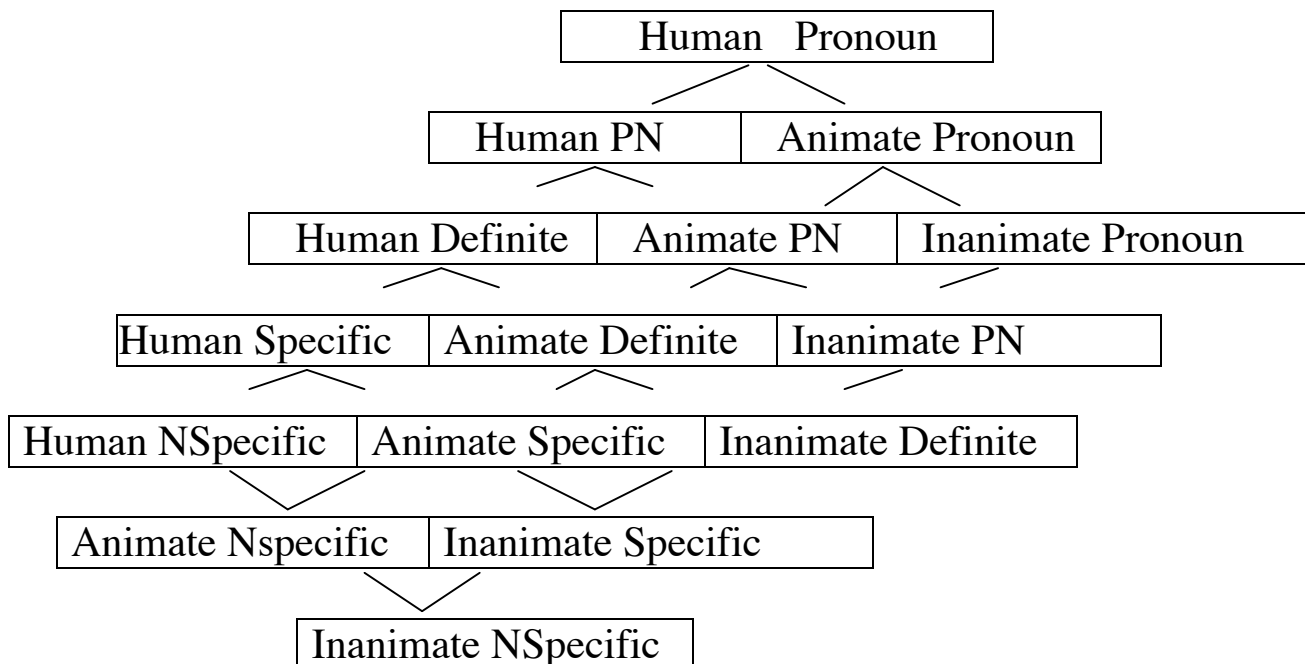 Human Pronoun
Human PN Animate Pronoun
Human Definite Animate PN Inanimate Pronoun
Human Specific Animate Definite Inanimate PN
Human NSpecific Animate Specific Inanimate Definite
Animate Nspecific Inanimate Specific
Inanimate NSpecific